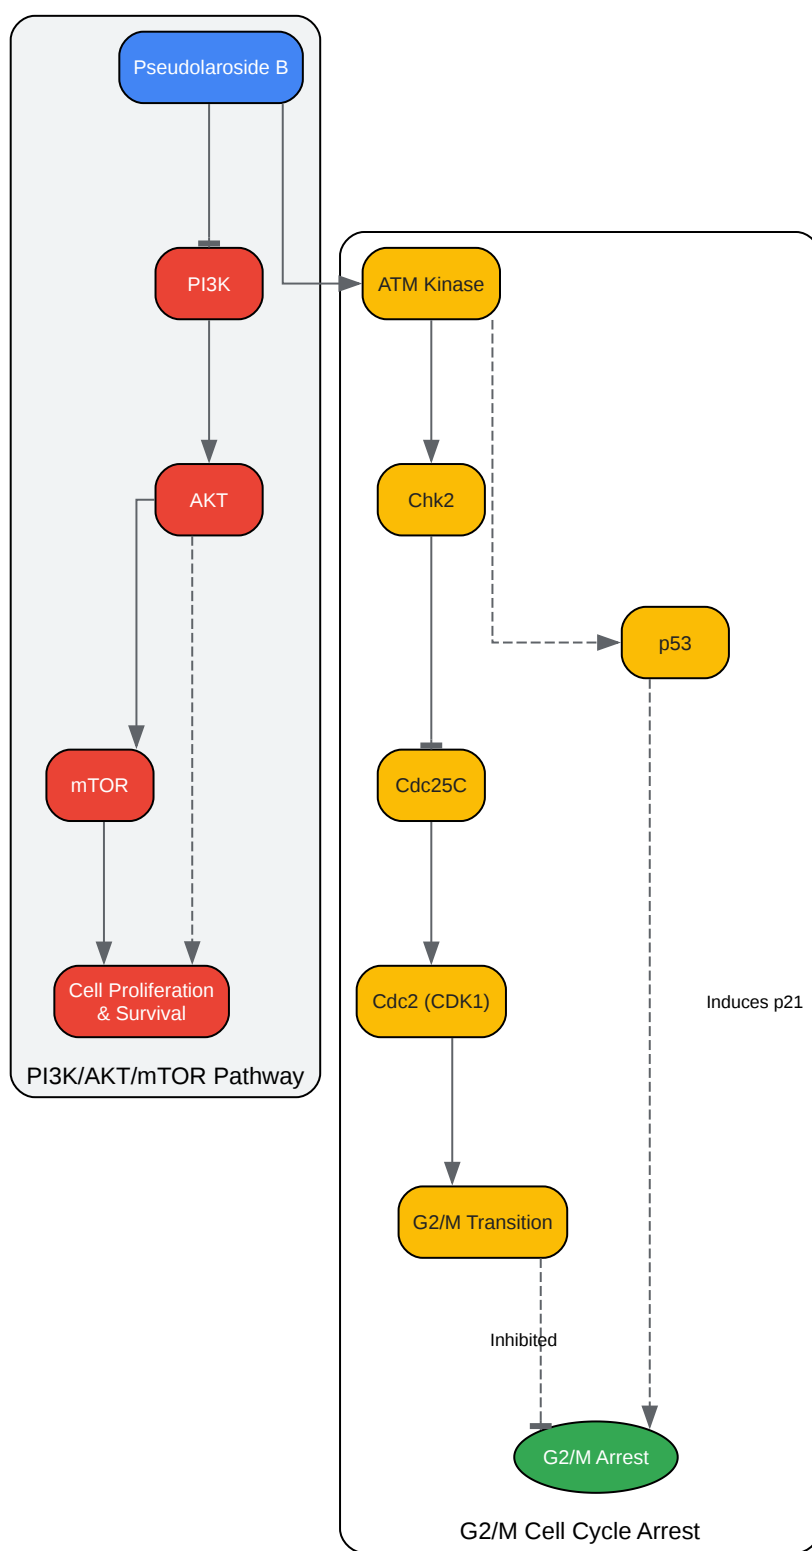 Pseudolaroside B
PI3K
ATM Kinase
AKT
Chk2
p53
mTOR
Cdc25C
Cell Proliferation
& Survival
Cdc2 (CDK1)
Induces p21
PI3K/AKT/mTOR Pathway
G2/M Transition
Inhibited
G2/M Arrest
G2/M Cell Cycle Arrest